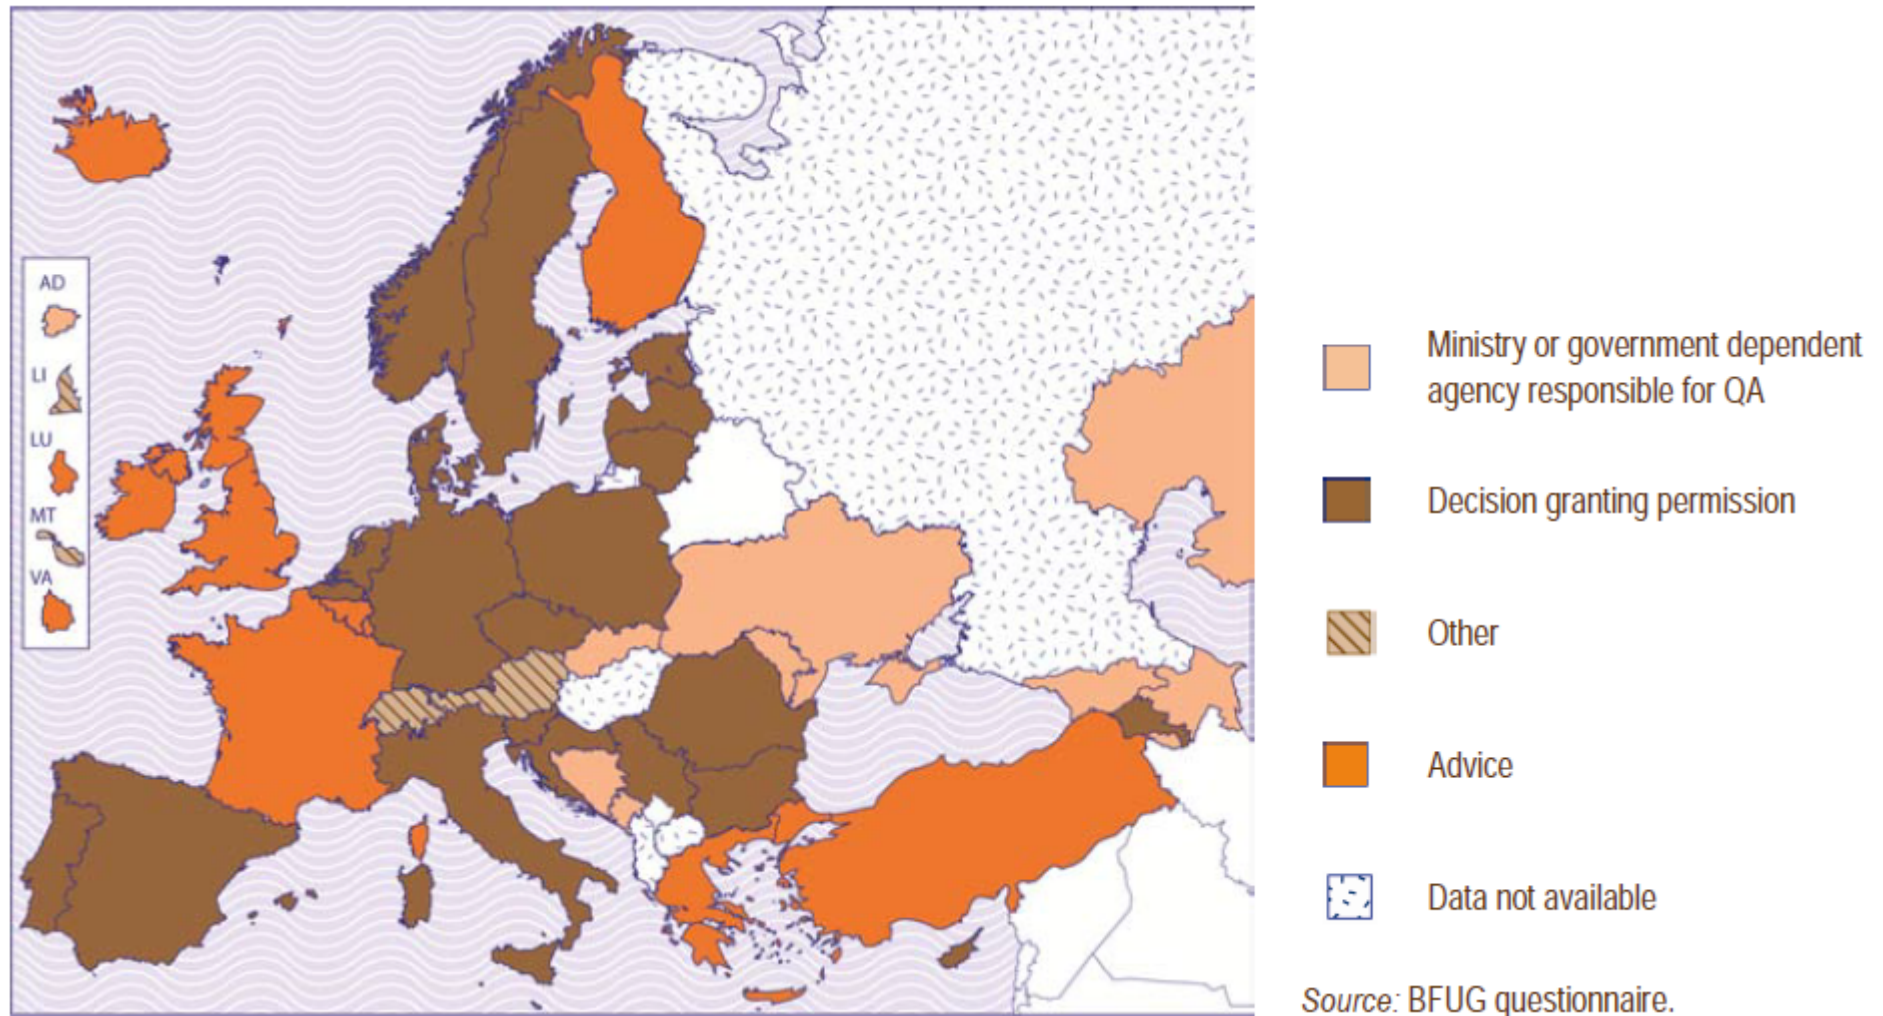 AD
LI
LU
MT
VA
Ministry or government dependent
agency responsible for QA
Decision granting permission
Other
Advice
Data not available
Source: BFUG questionnaire.